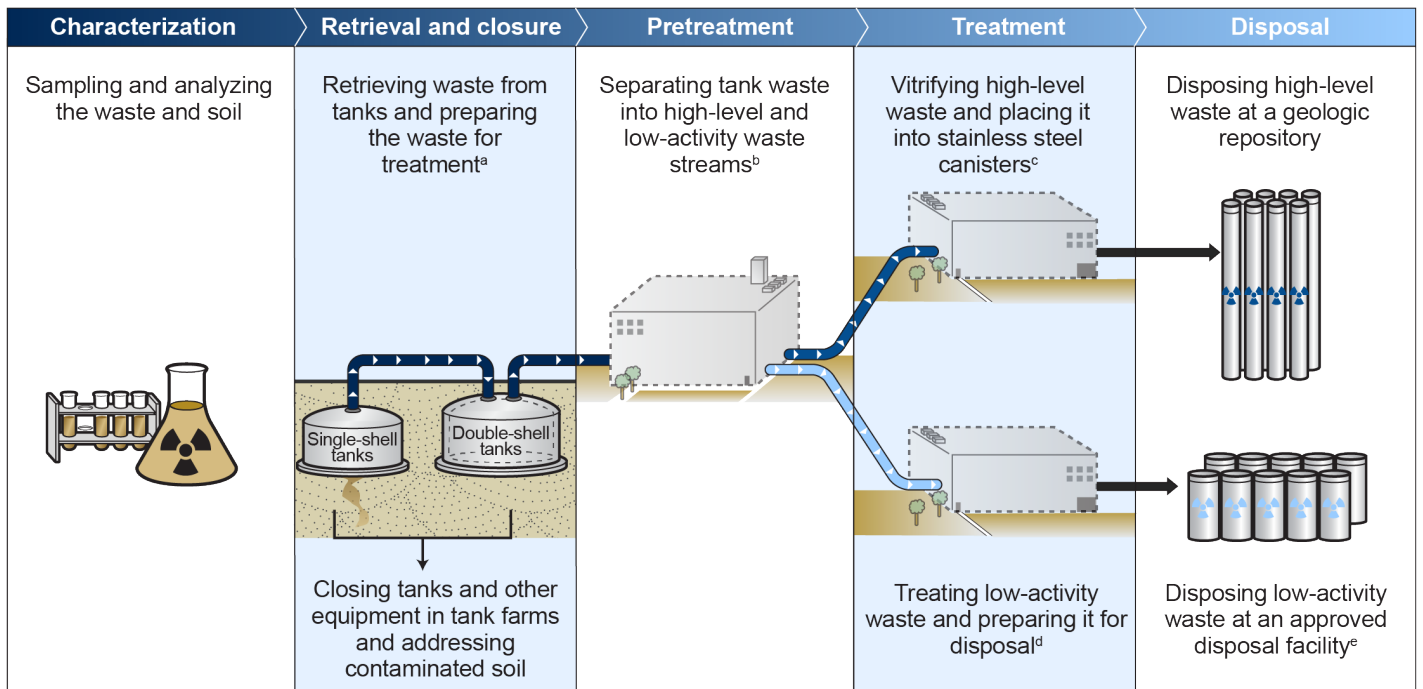 Characterization
Retrieval and closure
Pretreatment
Treatment
Disposal
Sampling and analyzing
the waste and soil
Retrieving waste from
tanks and preparing
the waste for
treatmentᵃ
Single-shell
tanks
Double-shell
tanks
Closing tanks and other
equipment in tank farms
and addressing
contaminated soil
Separating tank waste
into high-level and
low-activity waste
streamsᵇ
Vitrifying high-level
waste and placing it
into stainless steel
canistersᶜ
Treating low-activity
waste and preparing it for
disposalᵈ
Disposing high-level
waste at a geologic
repository
Disposing low-activity
waste at an approved
disposal facilityᵉ